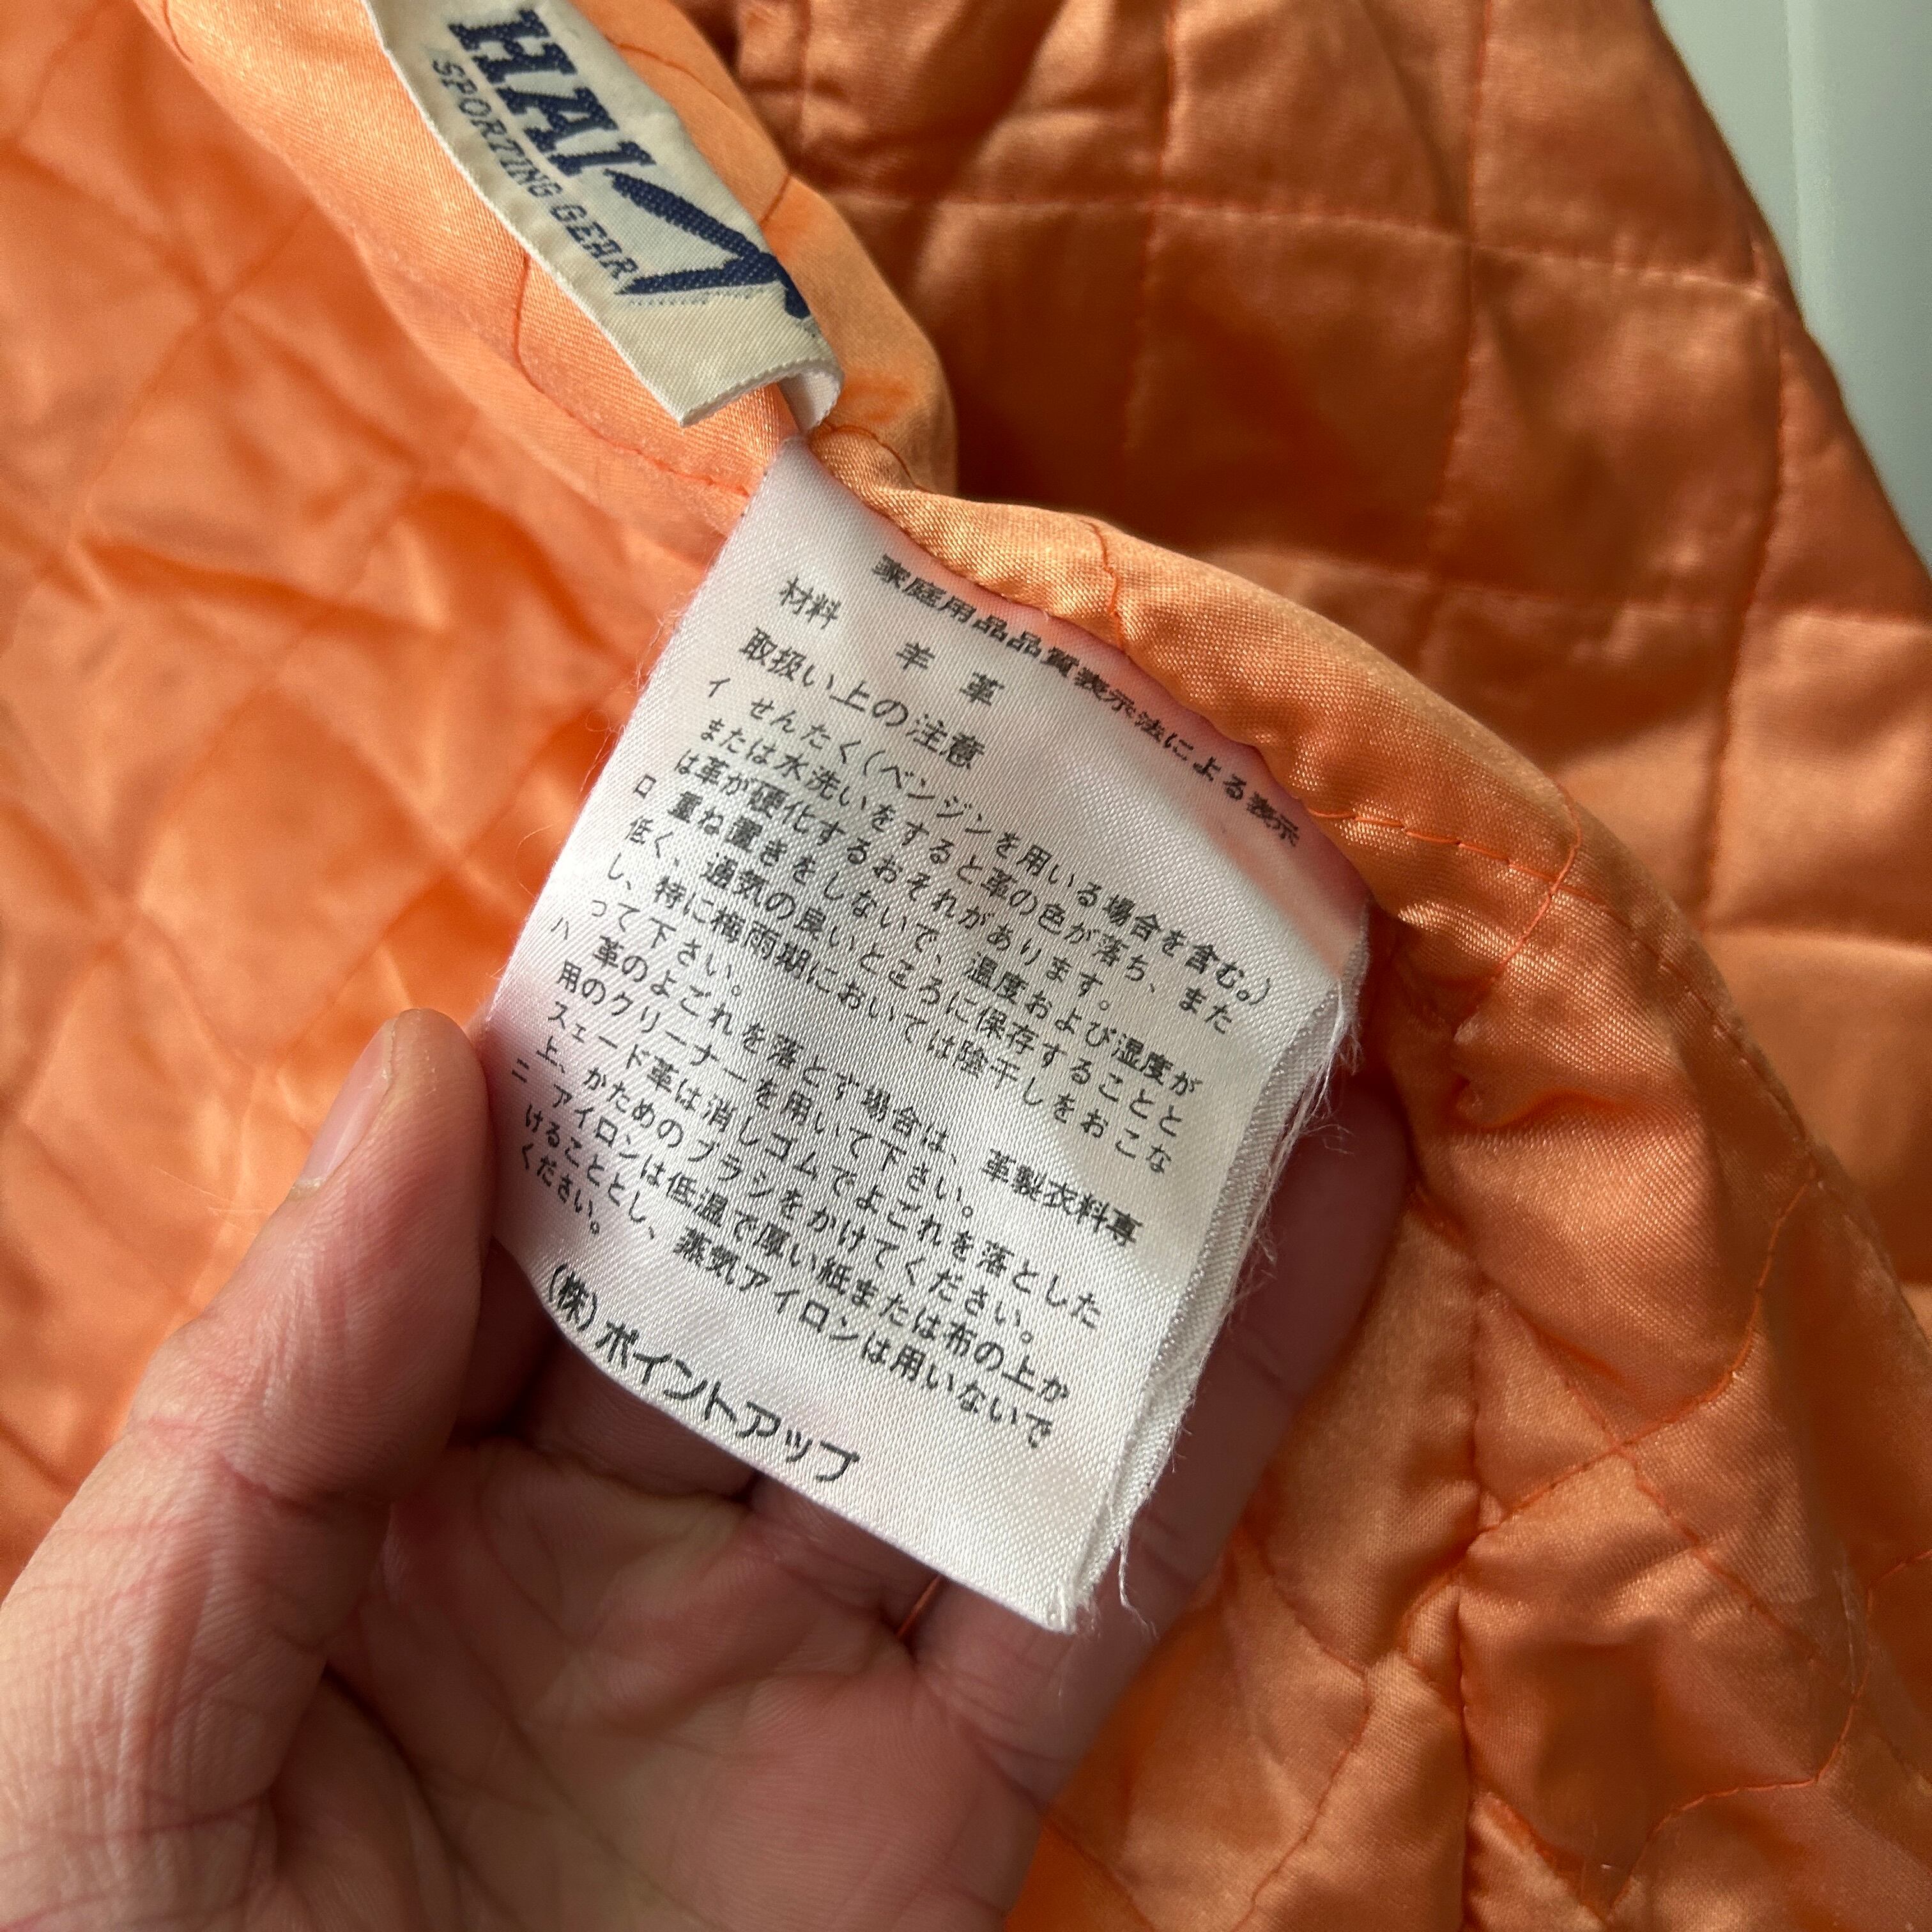 HAI
SPORTING GEAR
家庭用品品質表示法による表示
材料 羊革
取扱い上の注意
イ せんたく(ベンジンを用いる場合を含む。)
または水洗いをすると革の色が落ち、また
は革が硬化するおそれがあります。
ロ 重ね置きをしないで、温度および湿度が
低く、通気の良いところに保存することと
し、特に梅雨期においては陰干しをおこな
って下さい。
ハ 革のよごれを落とす場合は、革製衣料専
用のクリーナーを用いて下さい。
スェード革は消しゴムでよごれを落とした
上、かためのブラシをかけてください。
ニ アイロンは低温で厚い紙または布の上か
けることとし、蒸気アイロンは用いないで
ください。
(株)ポイントアップ